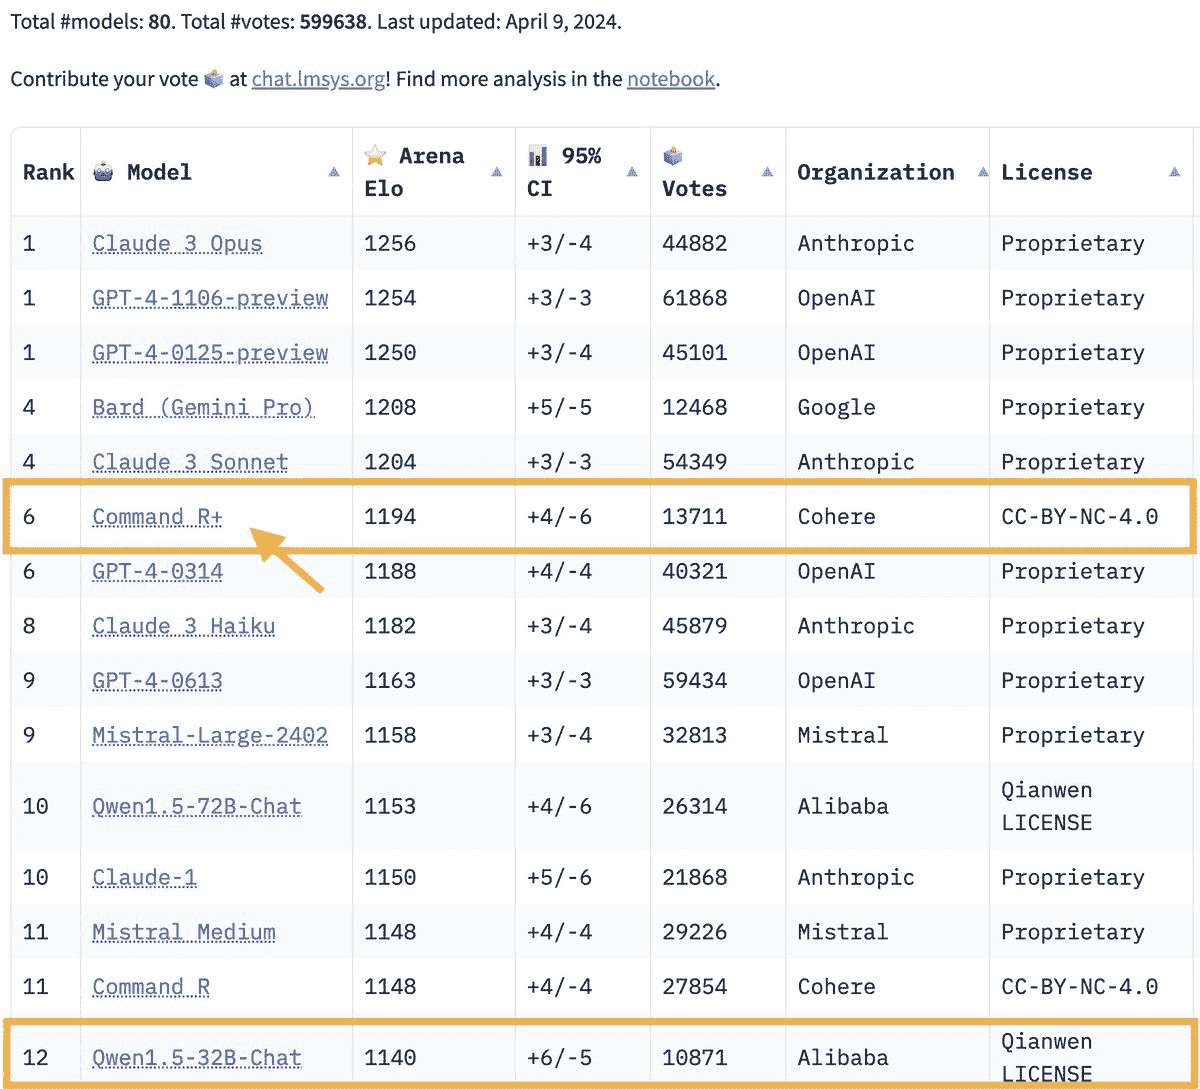 Total #models: 80. Total #votes: 599638. Last updated: April 9, 2024.
Contribute your vote 🗳️ at chat.lmsys.org! Find more analysis in the notebook.
Rank 🤖 Model ⭐ Arena Elo 📊 95% CI 🗳️ Votes Organization License
1 Claude 3 Opus 1256 +3/-4 44882 Anthropic Proprietary
1 GPT-4-1106-preview 1254 +3/-3 61868 OpenAI Proprietary
1 GPT-4-0125-preview 1250 +3/-4 45101 OpenAI Proprietary
4 Bard (Gemini Pro) 1208 +5/-5 12468 Google Proprietary
4 Claude 3 Sonnet 1204 +3/-3 54349 Anthropic Proprietary
6 Command R+ 1194 +4/-6 13711 Cohere CC-BY-NC-4.0
6 GPT-4-0314 1188 +4/-4 40321 OpenAI Proprietary
8 Claude 3 Haiku 1182 +3/-4 45879 Anthropic Proprietary
9 GPT-4-0613 1163 +3/-3 59434 OpenAI Proprietary
9 Mistral-Large-2402 1158 +3/-4 32813 Mistral Proprietary
10 Qwen1.5-72B-Chat 1153 +4/-6 26314 Alibaba Qianwen LICENSE
10 Claude-1 1150 +5/-6 21868 Anthropic Proprietary
11 Mistral Medium 1148 +4/-4 29226 Mistral Proprietary
11 Command R 1148 +4/-4 27854 Cohere CC-BY-NC-4.0
12 Qwen1.5-32B-Chat 1140 +6/-5 10871 Alibaba Qianwen LICENSE